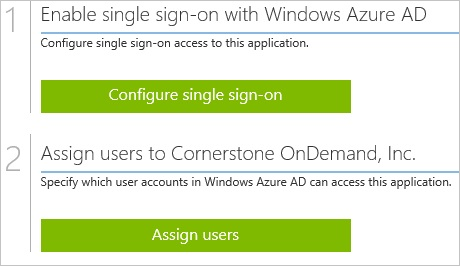 1
Enable single sign-on with Windows Azure AD
Configure single sign-on access to this application.
Configure single sign-on
2
Assign users to Cornerstone OnDemand, Inc.
Specify which user accounts in Windows Azure AD can access this application.
Assign users